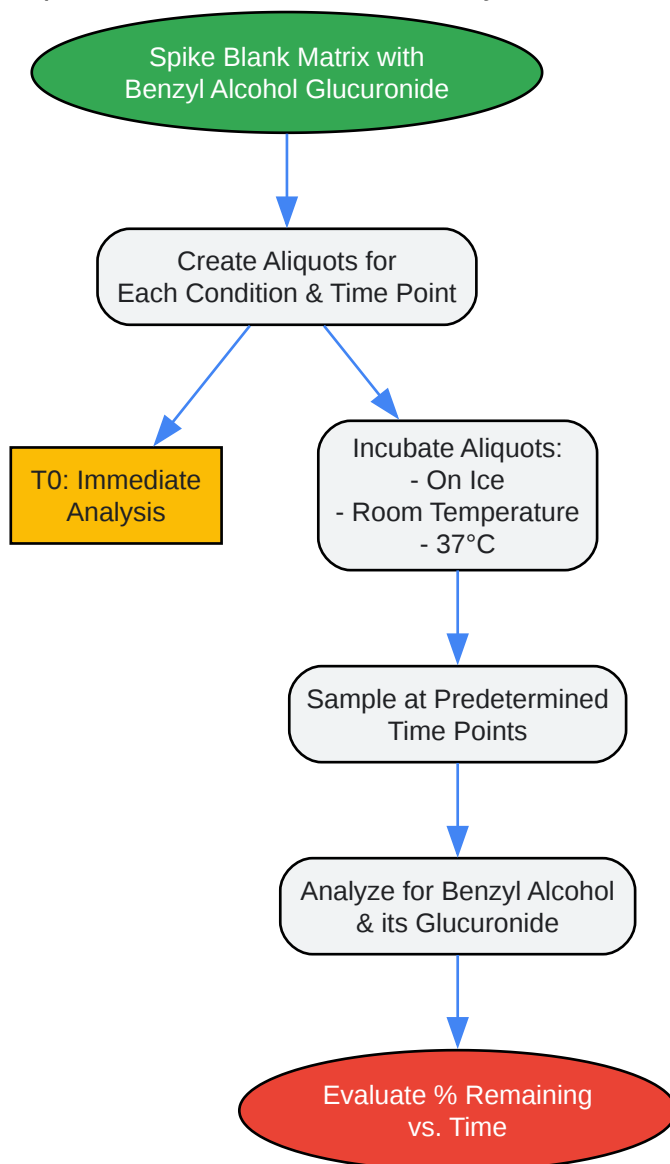 Spike Blank Matrix with
Benzyl Alcohol Glucuronide
Create Aliquots for
Each Condition & Time Point
T0: Immediate
Analysis
Incubate Aliquots:
- On Ice
- Room Temperature
- 37°C
Sample at Predetermined
Time Points
Analyze for Benzyl Alcohol
& its Glucuronide
Evaluate % Remaining
vs. Time